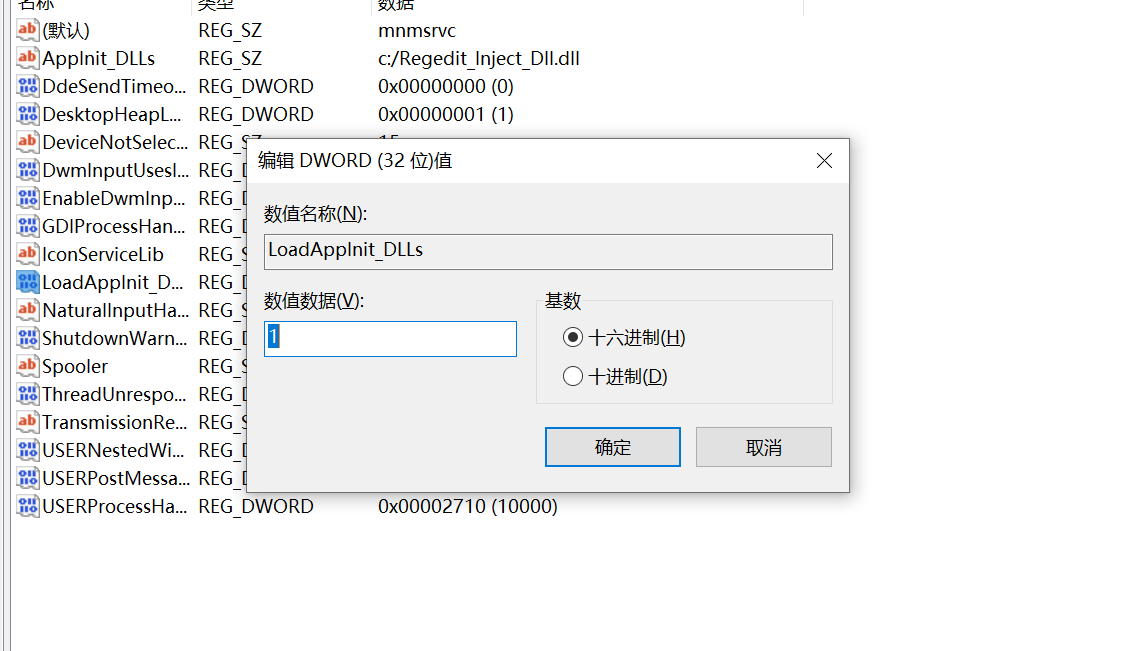 名称 类型 数据
(默认) REG_SZ mnmsrvc
AppInit_DLLs REG_SZ c:/Regedit_Inject_Dll.dll
DdeSendTimeo... REG_DWORD 0x00000000 (0)
DesktopHeapL... REG_DWORD 0x00000001 (1)
DeviceNotSelec... REG_SZ 15
DwmInputUsesI... REG_D
EnableDwmInp... REG_D
GDIProcessHan... REG_D
IconServiceLib REG_S
LoadAppInit_D... REG_D
NaturalInputHa... REG_S
ShutdownWarn... REG_D
Spooler REG_S
ThreadUnrespo... REG_D
TransmissionRe... REG_S
USERNestedWi... REG_D
USERPostMessa... REG_D
USERProcessHa... REG_DWORD 0x00002710 (10000)
编辑 DWORD (32 位)值
数值名称(N):
LoadAppInit_DLLs
数值数据(V):
1
基数
十六进制(H)
十进制(D)
确定 取消